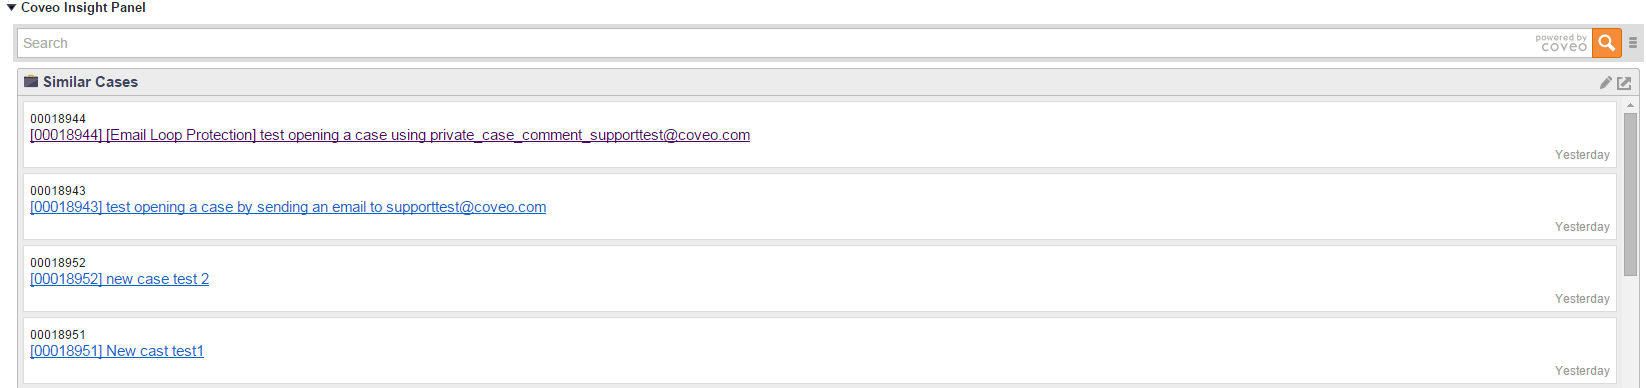 Coveo Insight Panel
Search
powered by
coveo
Similar Cases
00018944
[00018944] [Email Loop Protection] test opening a case using private_case_comment_supporttest@coveo.com
Yesterday
00018943
[00018943] test opening a case by sending an email to supporttest@coveo.com
Yesterday
00018952
[00018952] new case test 2
Yesterday
00018951
[00018951] New cast test1
Yesterday